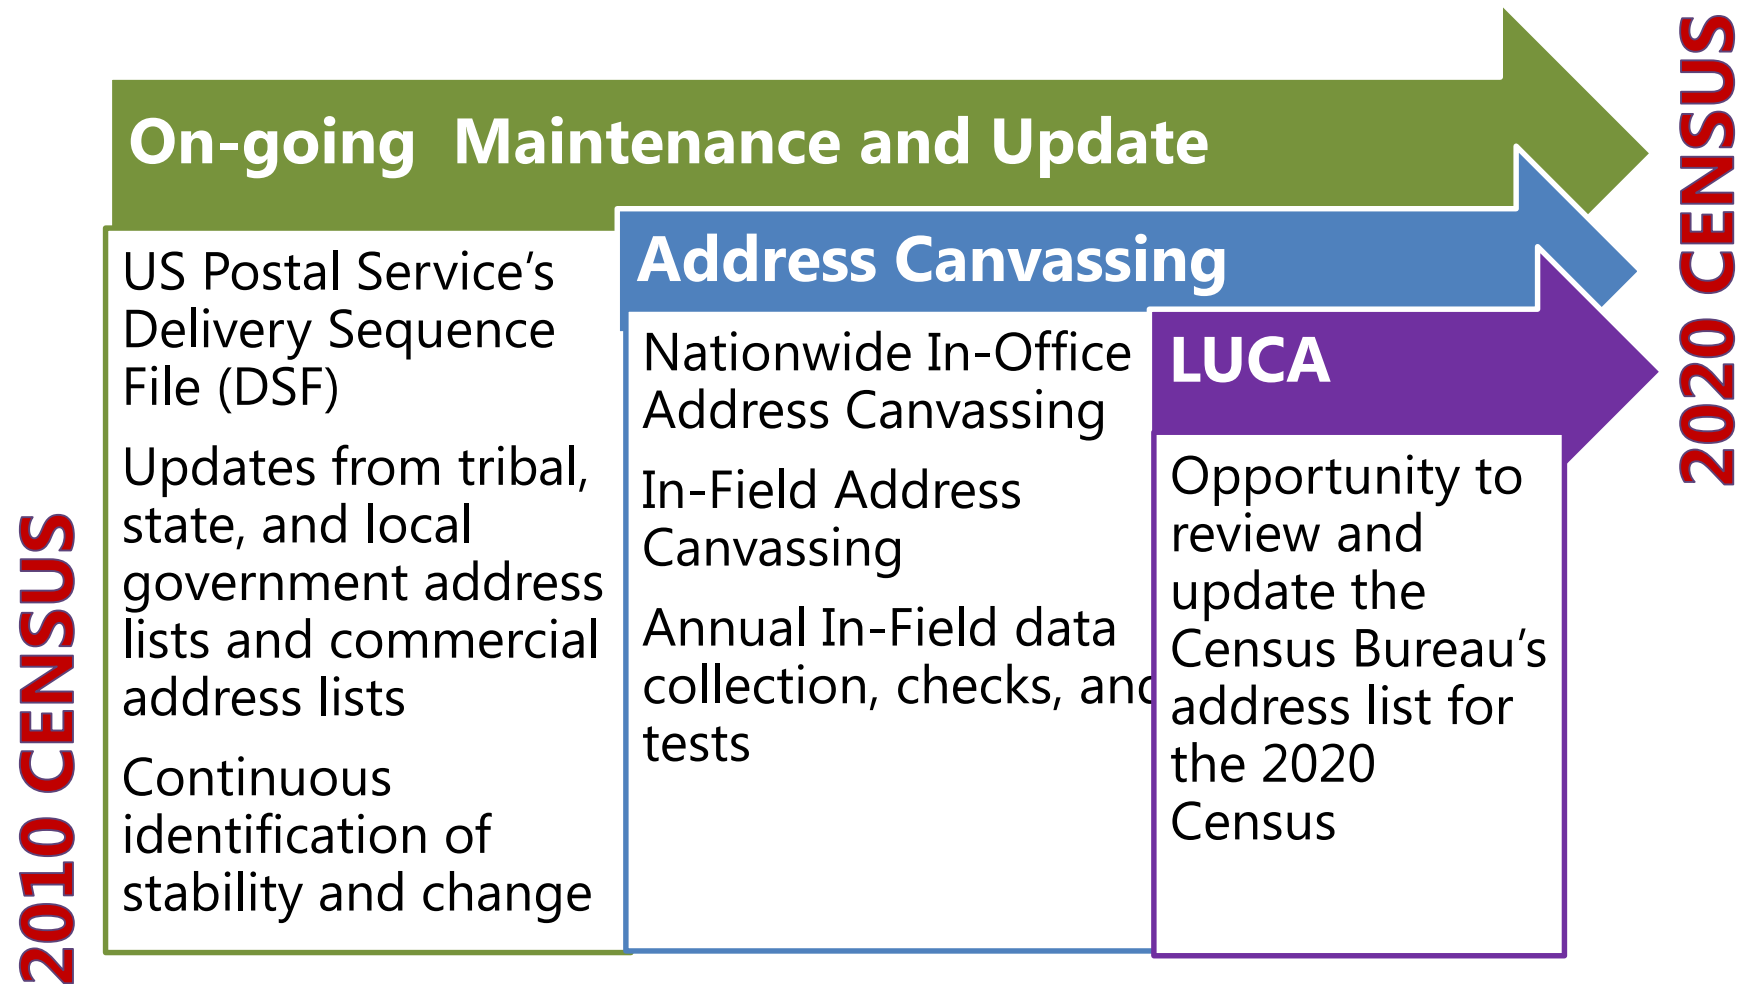 2010 CENSUS
On-going  Maintenance and Update
US Postal Service’s
Delivery Sequence
File (DSF)
Updates from tribal,
state, and local
government address
lists and commercial
address lists
Continuous
identification of
stability and change
Address Canvassing
Nationwide In-Office
Address Canvassing
In-Field Address
Canvassing
Annual In-Field data
collection, checks, and
tests
LUCA
Opportunity to
review and
update the
Census Bureau’s
address list for
the 2020
Census
2020 CENSUS